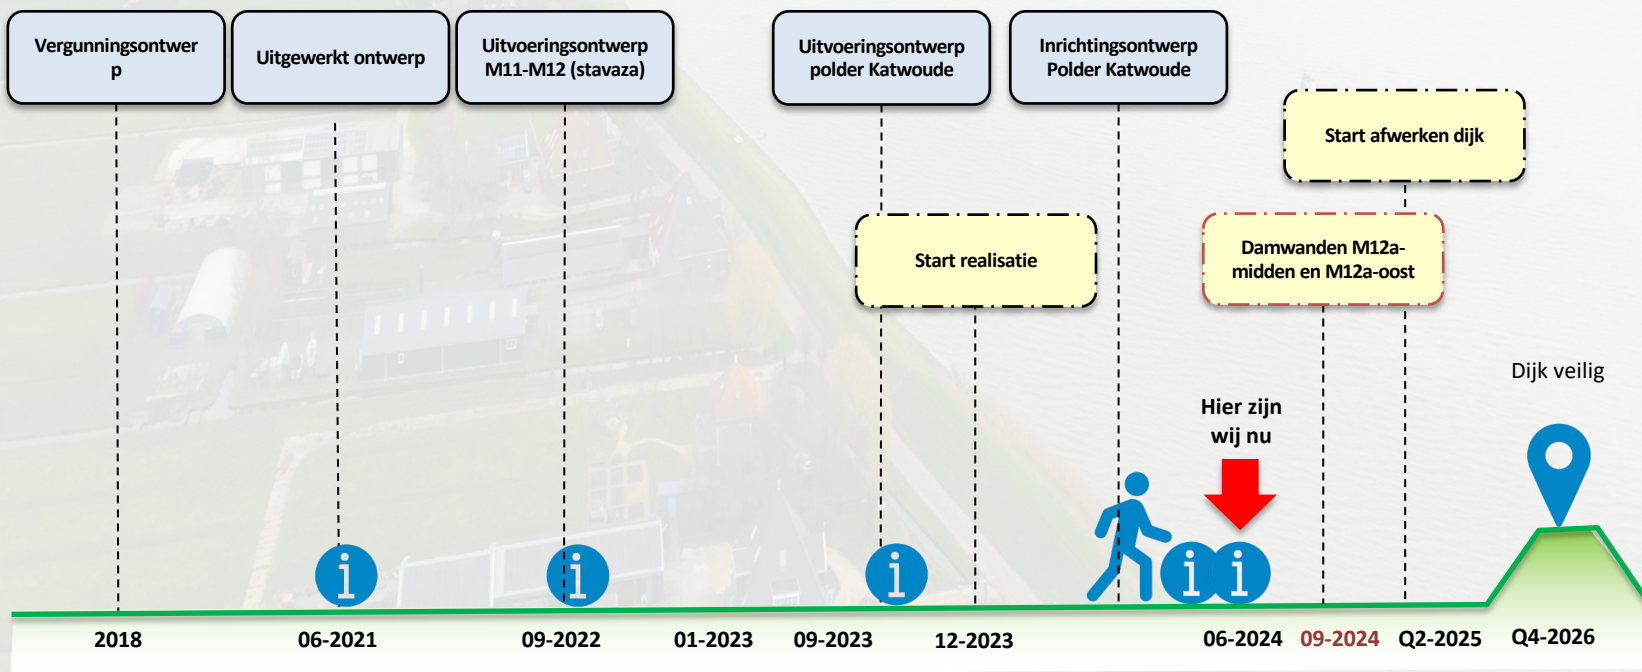 Vergunningsontwer
p
Uitgewerkt ontwerp
Uitvoeringsontwerp
M11-M12 (stavaza)
Uitvoeringsontwerp
polder Katwoude
Inrichtingsontwerp
Polder Katwoude
Start afwerken dijk
Start realisatie
Damwanden M12a-
midden en M12a-oost
Dijk veilig
Hier zijn
wij nu
i
i
i
i
i
2018
06-2021
09-2022
01-2023
09-2023
12-2023
06-2024
09-2024
Q2-2025
Q4-2026